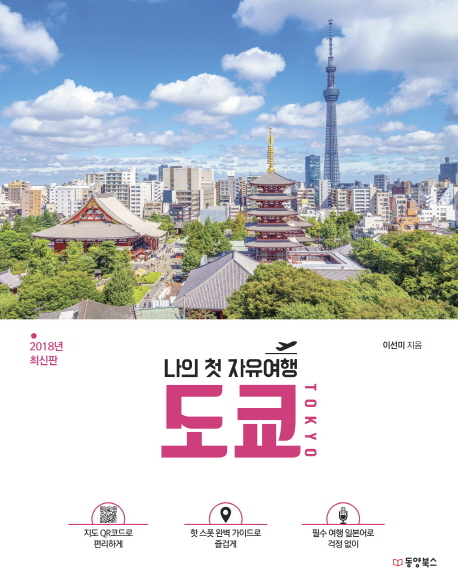 2018년
최신판
이선미 지음
나의 첫 자유여행
도쿄
TOKYO
지도 QR코드로
편리하게
핫 스폿 완벽 가이드로
즐겁게
필수 여행 일본어로
걱정 없이
동양북스